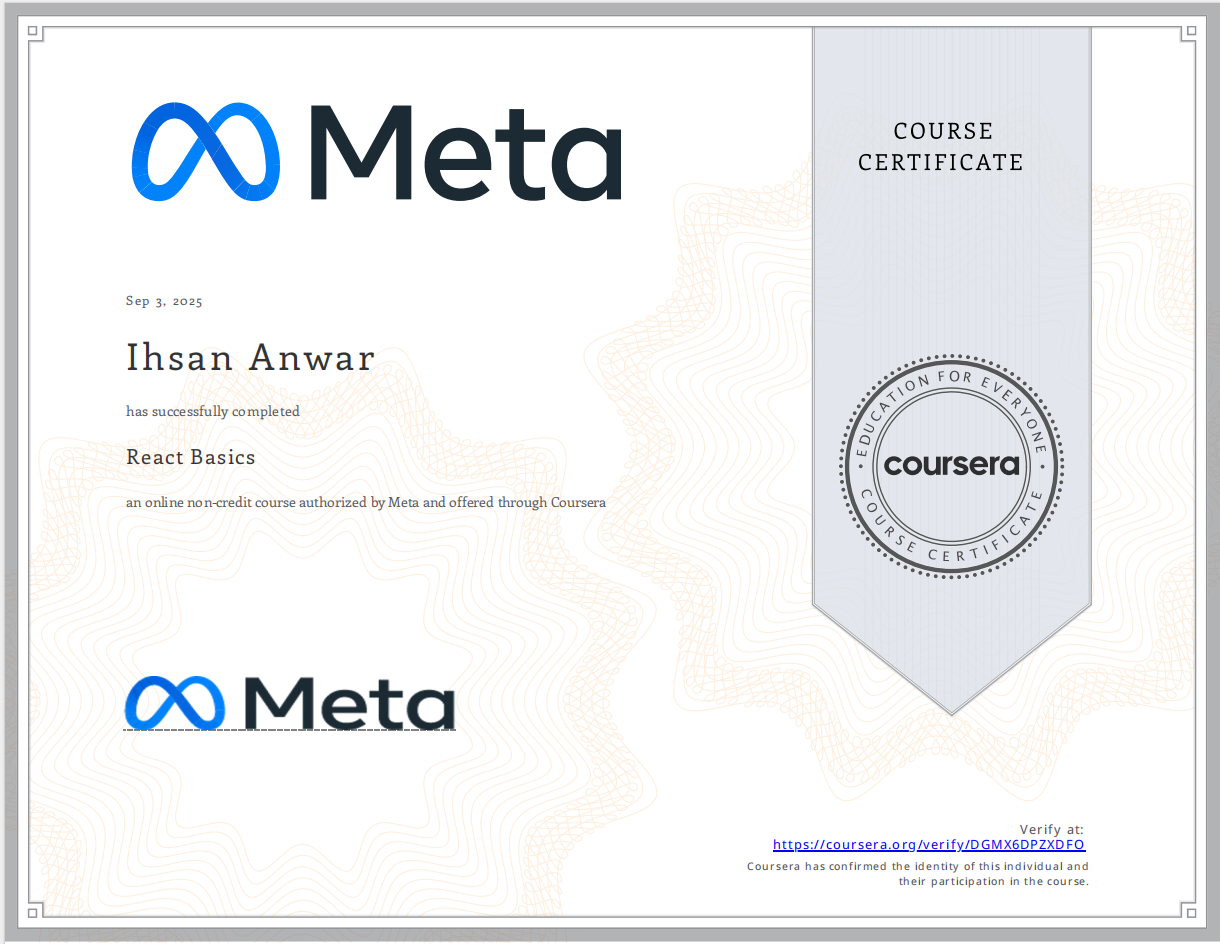 Meta
COURSE
CERTIFICATE
Sep 3, 2025
Ihsan Anwar
has successfully completed
React Basics
an online non-credit course authorized by Meta and offered through Coursera
EDUCATION FOR EVERYONE
coursera
COURSE CERTIFICATE
Meta
Verify at:
https://coursera.org/verify/DGMX6DPZXDFO
Coursera has confirmed the identity of this individual and
their participation in the course.